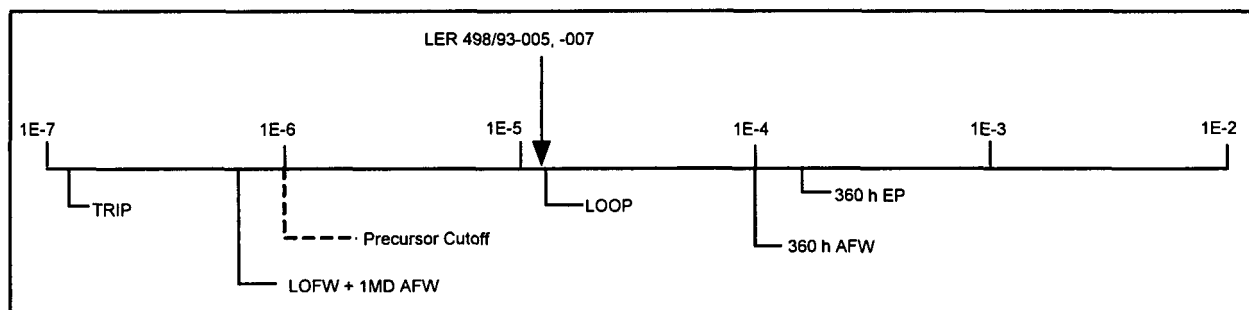 LER 498/93-005, -007
1E-7
1E-6
1E-5
1E-4
1E-3
1E-2
TRIP
LOOP
360 h EP
Precursor Cutoff
360 h AFW
LOFW + 1MD AFW